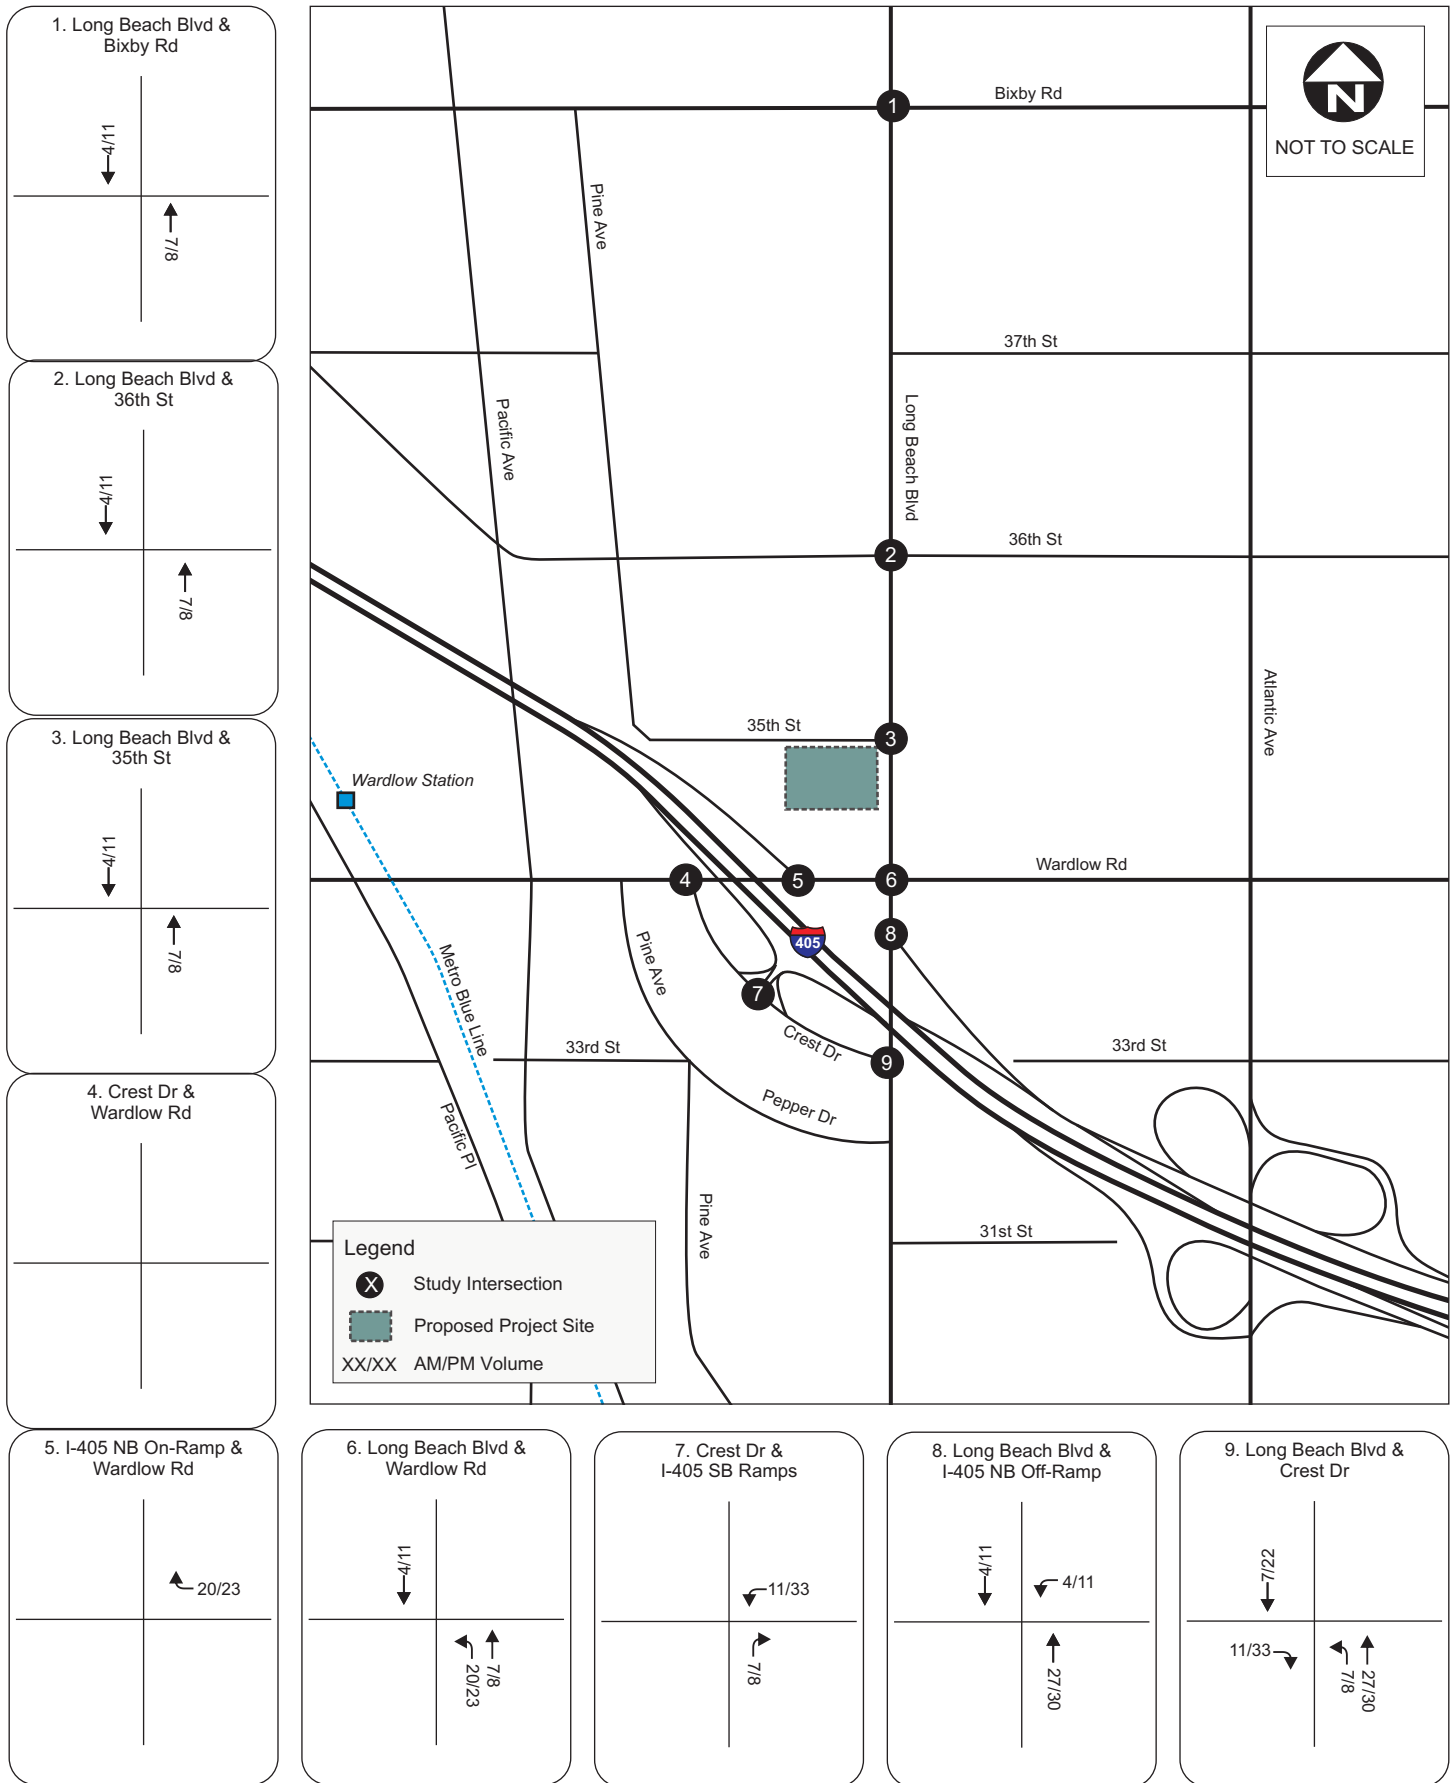 1. Long Beach Blvd &
Bixby Rd
4/11
7/8
2. Long Beach Blvd &
36th St
4/11
7/8
3. Long Beach Blvd &
35th St
4/11
7/8
4. Crest Dr &
Wardlow Rd
Bixby Rd
1
N
NOT TO SCALE
Pine Ave
37th St
Pacific Ave
Long Beach Blvd
36th St
2
Atlantic Ave
35th St
3
Wardlow Station
Wardlow Rd
4
5
6
8
405
Pine Ave
Metro Blue Line
7
Crest Dr
33rd St
9
33rd St
Pepper Dr
Pacific Pl
Pine Ave
31st St
Legend
X Study Intersection
Proposed Project Site
XX/XX AM/PM Volume
5. I-405 NB On-Ramp &
Wardlow Rd
20/23
6. Long Beach Blvd &
Wardlow Rd
4/11
20/23
7/8
7. Crest Dr &
I-405 SB Ramps
11/33
7/8
8. Long Beach Blvd &
I-405 NB Off-Ramp
4/11
4/11
27/30
9. Long Beach Blvd &
Crest Dr
7/22
11/33
7/8
27/30